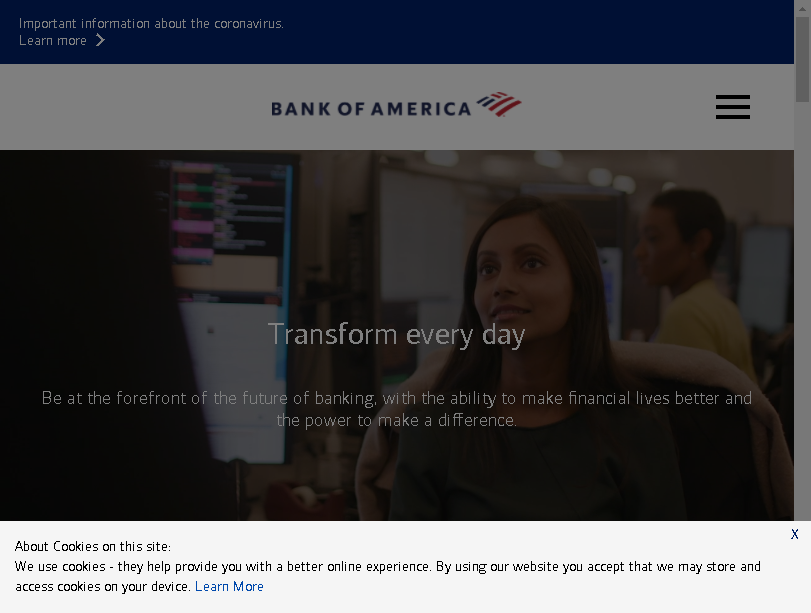 Important information about the coronavirus.
Learn more
BANK OF AMERICA
Transform every day
Be at the forefront of the future of banking, with the ability to make financial lives better and
the power to make a difference.
X
About Cookies on this site:
We use cookies - they help provide you with a better online experience. By using our website you accept that we may store and
access cookies on your device. Learn More